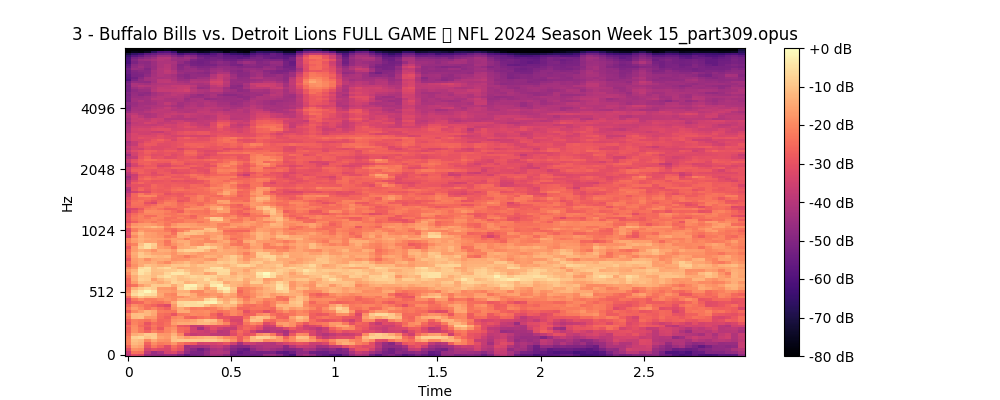 3 - Buffalo Bills vs. Detroit Lions FULL GAME ▯ NFL 2024 Season Week 15_part309.opus
+0 dB
4096
-10 dB
-20 dB
2048
-30 dB
Hz
1024
-40 dB
-50 dB
512
-60 dB
-70 dB
0
-80 dB
0 0.5 1 1.5 2 2.5
Time